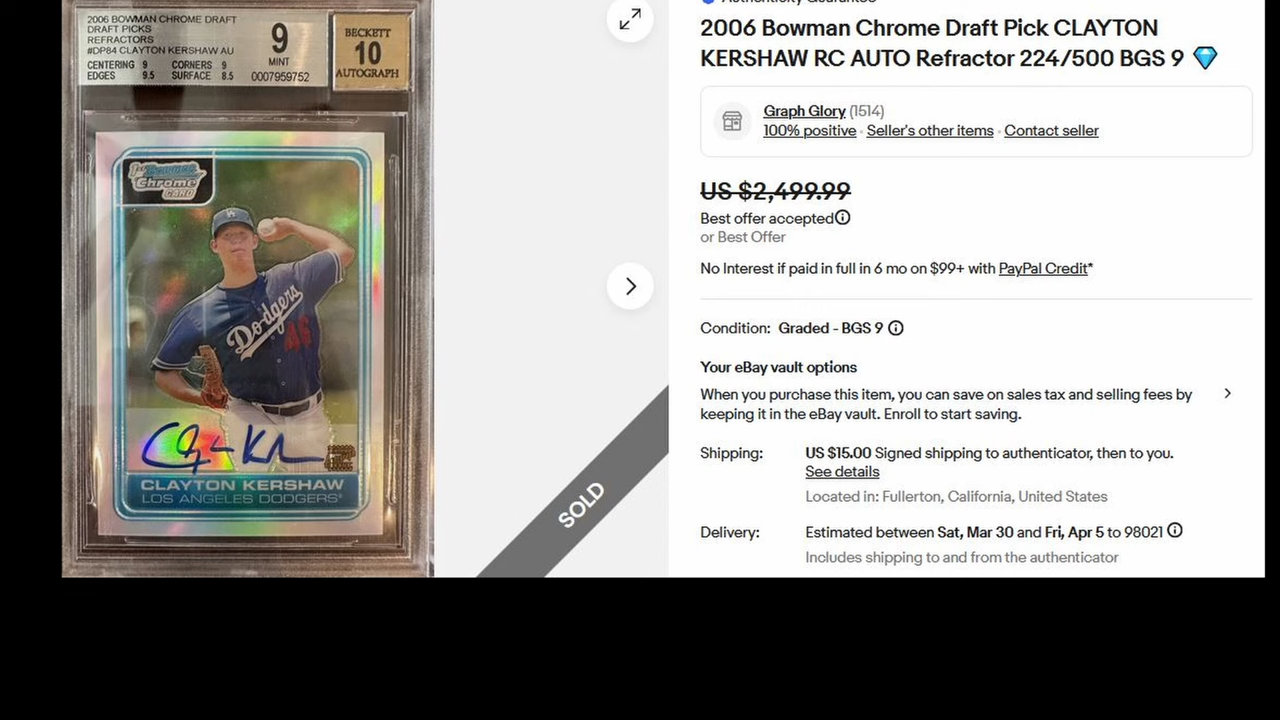 2006 BOWMAN CHROME DRAFT
DRAFT PICKS
REFRACTORS
#DP84 CLAYTON KERSHAW AU
CENTERING 9 CORNERS 9
EDGES 9.5 SURFACE 8.5
9
MINT
0007959752
BECKETT
10
AUTOGRAPH
1st Bowman
Chrome
CARD
LA
Dodgers
CLAYTON KERSHAW
LOS ANGELES DODGERS®
SOLD
Authenticity Guarantee
2006 Bowman Chrome Draft Pick CLAYTON
KERSHAW RC AUTO Refractor 224/500 BGS 9 💎
Graph Glory (1514)
100% positive · Seller's other items · Contact seller
US $2,499.99
Best offer accepted
or Best Offer
No Interest if paid in full in 6 mo on $99+ with PayPal Credit*
Condition: Graded - BGS 9
Your eBay vault options
When you purchase this item, you can save on sales tax and selling fees by
keeping it in the eBay vault. Enroll to start saving.
Shipping: US $15.00 Signed shipping to authenticator, then to you.
See details
Located in: Fullerton, California, United States
Delivery: Estimated between Sat, Mar 30 and Fri, Apr 5 to 98021
Includes shipping to and from the authenticator